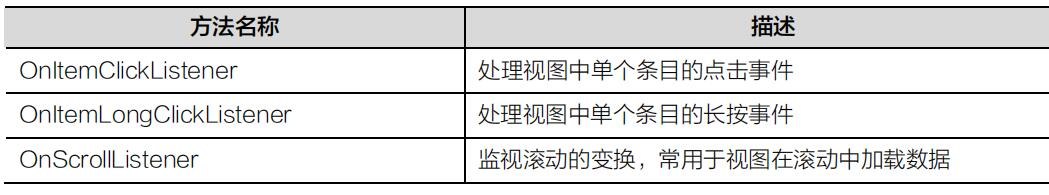 方法名称 描述
OnItemClickListener 处理视图中单个条目的点击事件
OnItemLongClickListener 处理视图中单个条目的长按事件
OnScrollListener 监视滚动的变换，常用于视图在滚动中加载数据